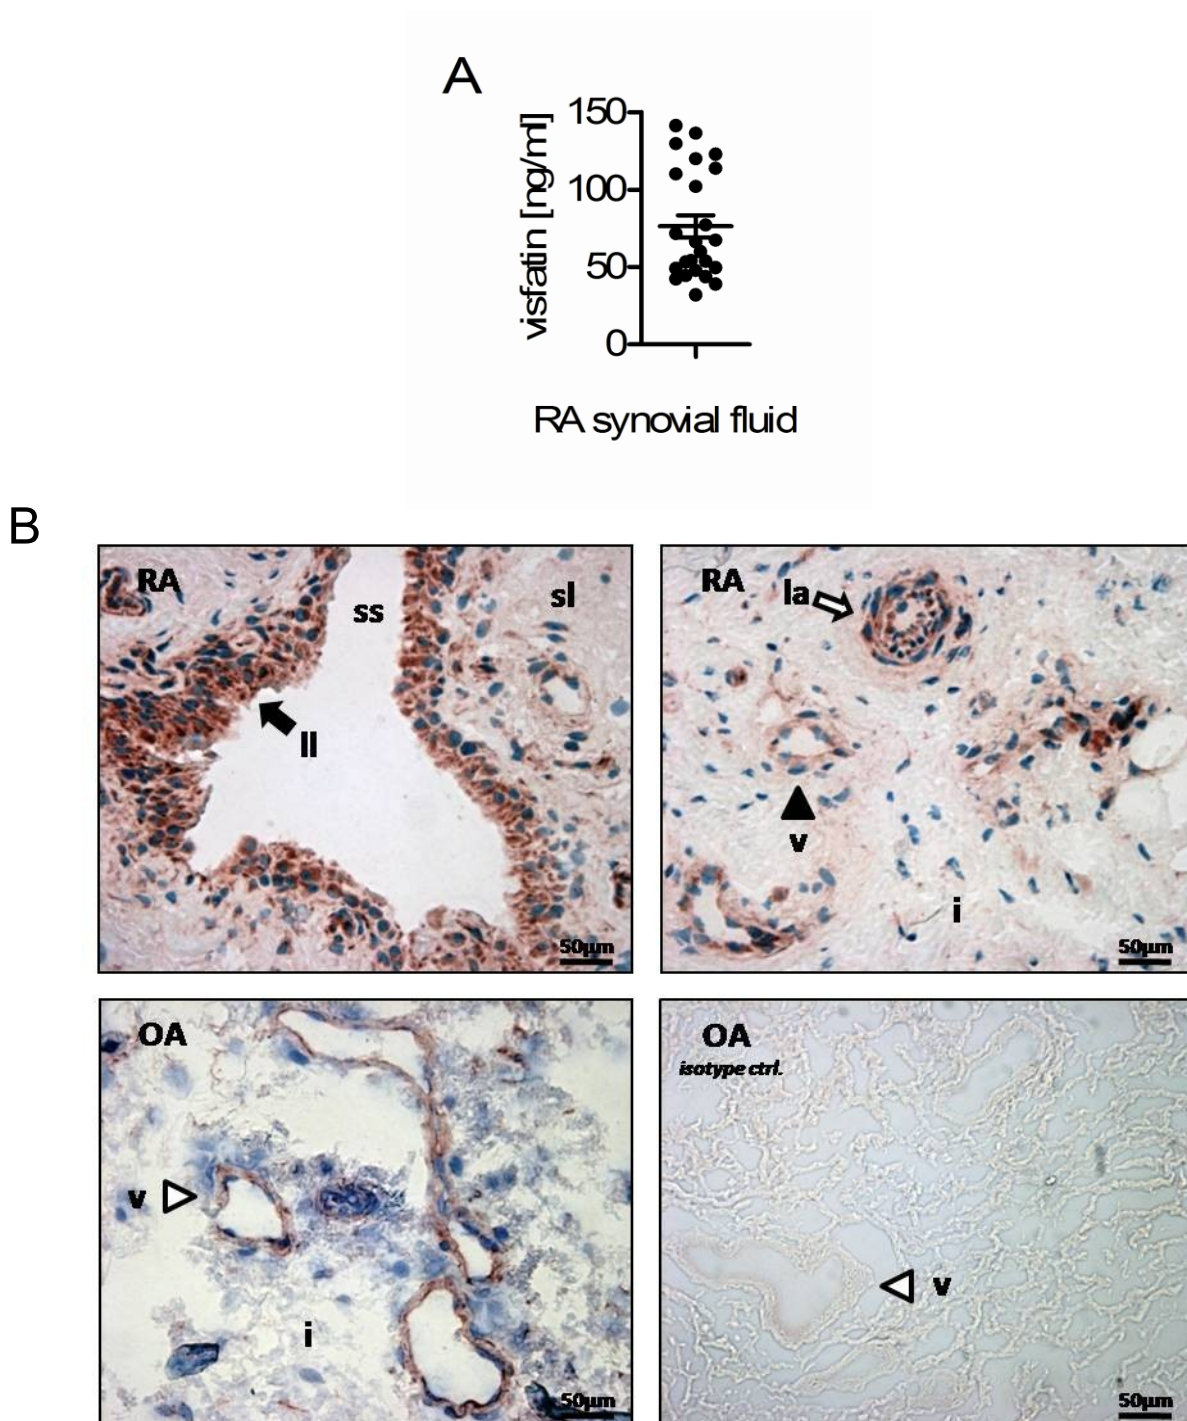 A
150
100
50
0
visfatin [ng/ml]
RA synovial fluid
B
RA
ss
sl
ll
50µm
RA
la
v
i
50µm
OA
v
i
50µm
OA
isotype ctrl.
v
50µm